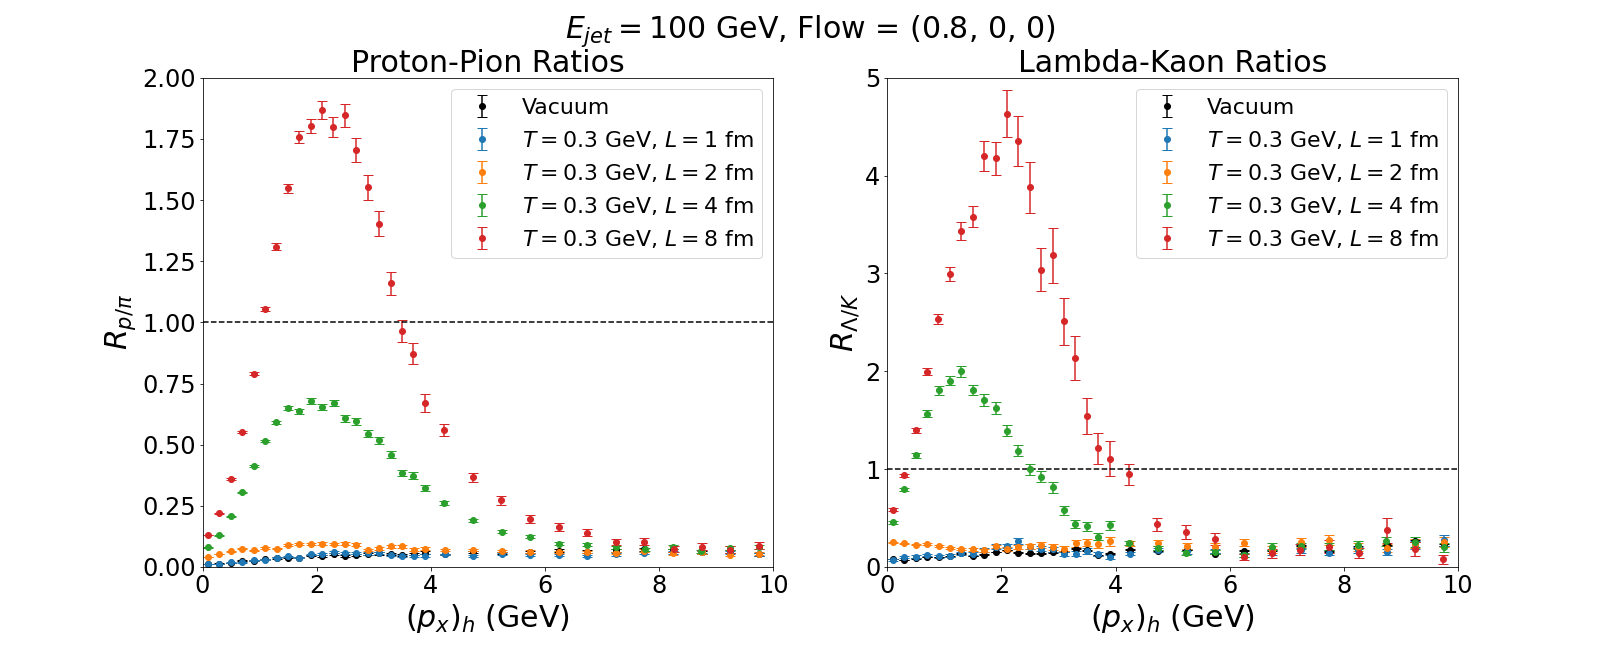 E_jet = 100 GeV, Flow = (0.8, 0, 0)
Proton-Pion Ratios
R_p/π
2.00
1.75
1.50
1.25
1.00
0.75
0.50
0.25
0.00
Vacuum
T = 0.3 GeV, L = 1 fm
T = 0.3 GeV, L = 2 fm
T = 0.3 GeV, L = 4 fm
T = 0.3 GeV, L = 8 fm
0 2 4 6 8 10
(p_x)_h (GeV)
Lambda-Kaon Ratios
R_Λ/K
5
4
3
2
1
0
Vacuum
T = 0.3 GeV, L = 1 fm
T = 0.3 GeV, L = 2 fm
T = 0.3 GeV, L = 4 fm
T = 0.3 GeV, L = 8 fm
0 2 4 6 8 10
(p_x)_h (GeV)